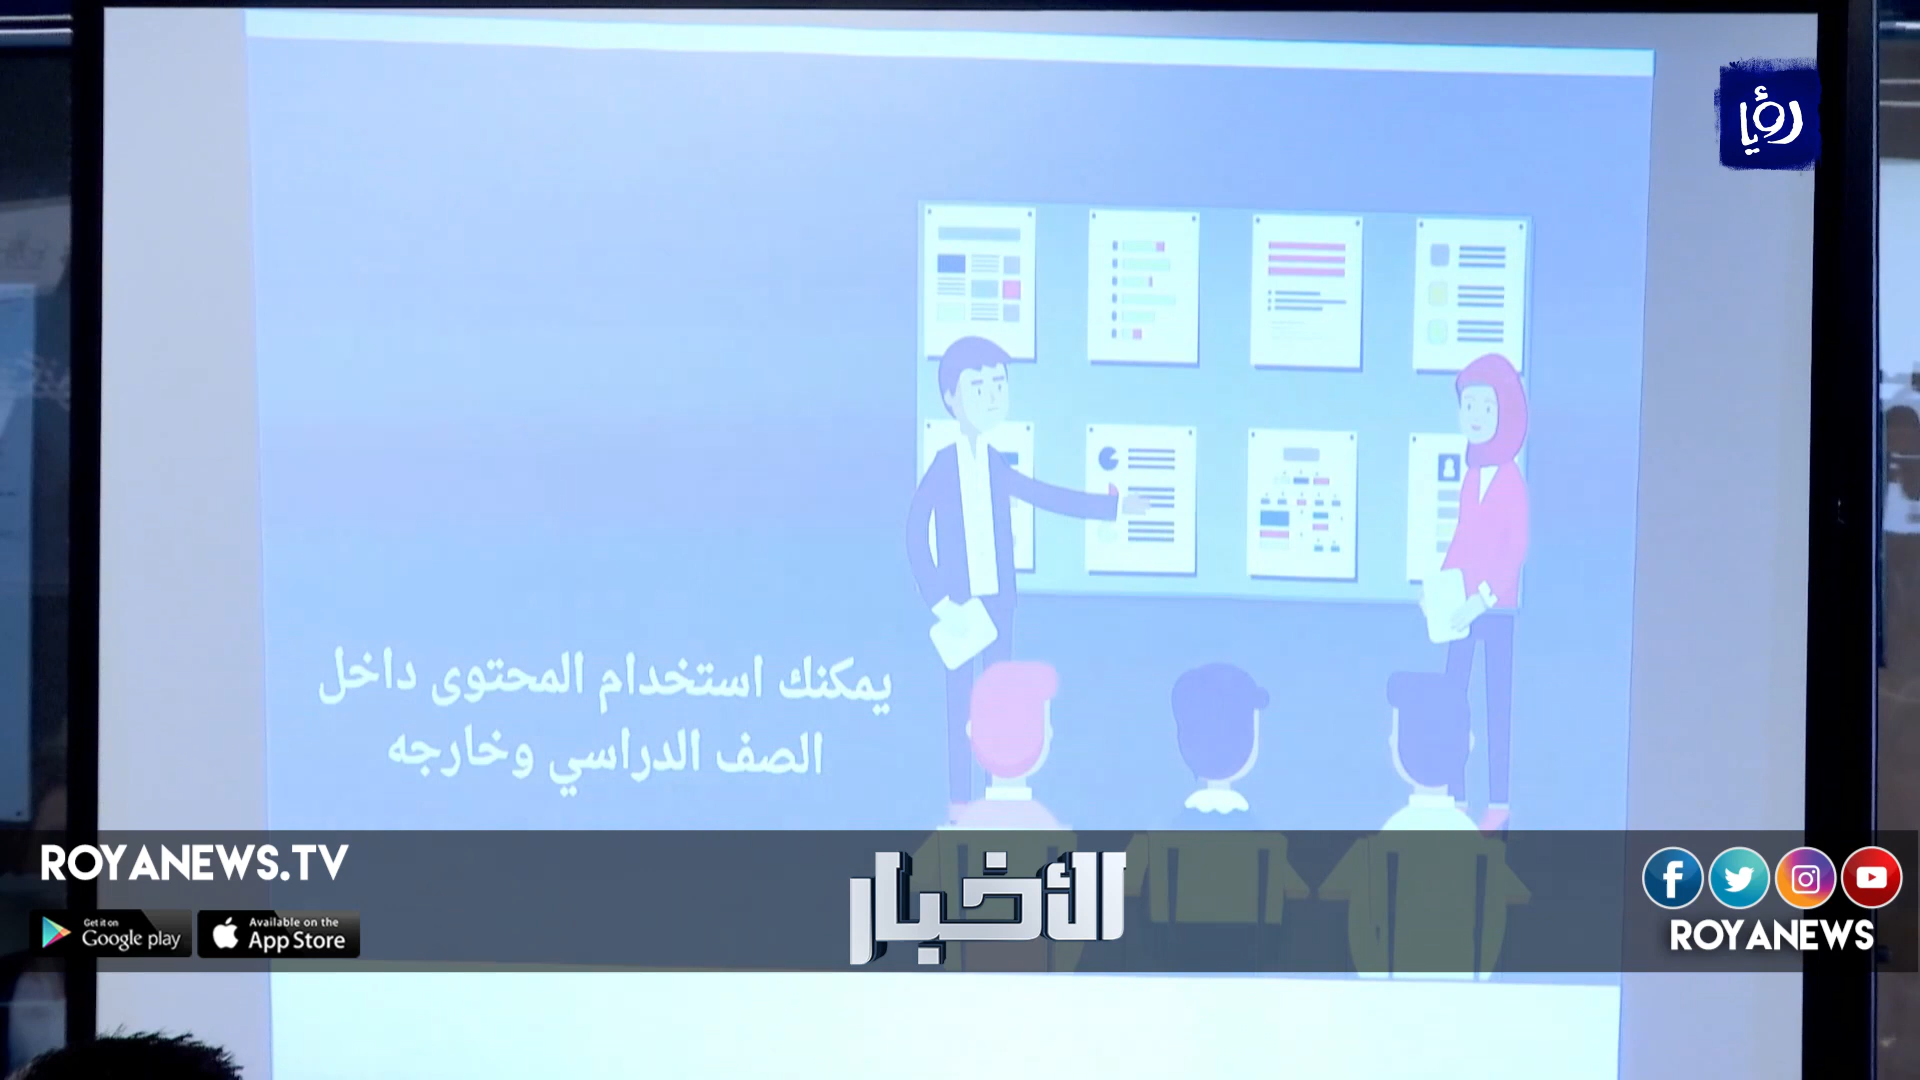 رؤيا
يمكنك استخدام المحتوى داخل
الصف الدراسي وخارجه
ROYANEWS.TV
Get it on
Google play
Available on the
App Store
الأخبار
ROYANEWS